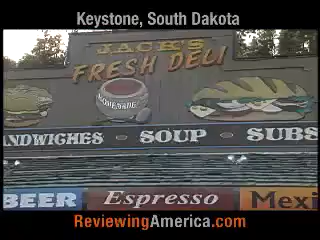 Keystone, South Dakota
JACK'S
FRESH DELI
HOMEMADE
ANDWICHES • SOUP • SUBS
BEER Espresso Mexi
ReviewingAmerica.com